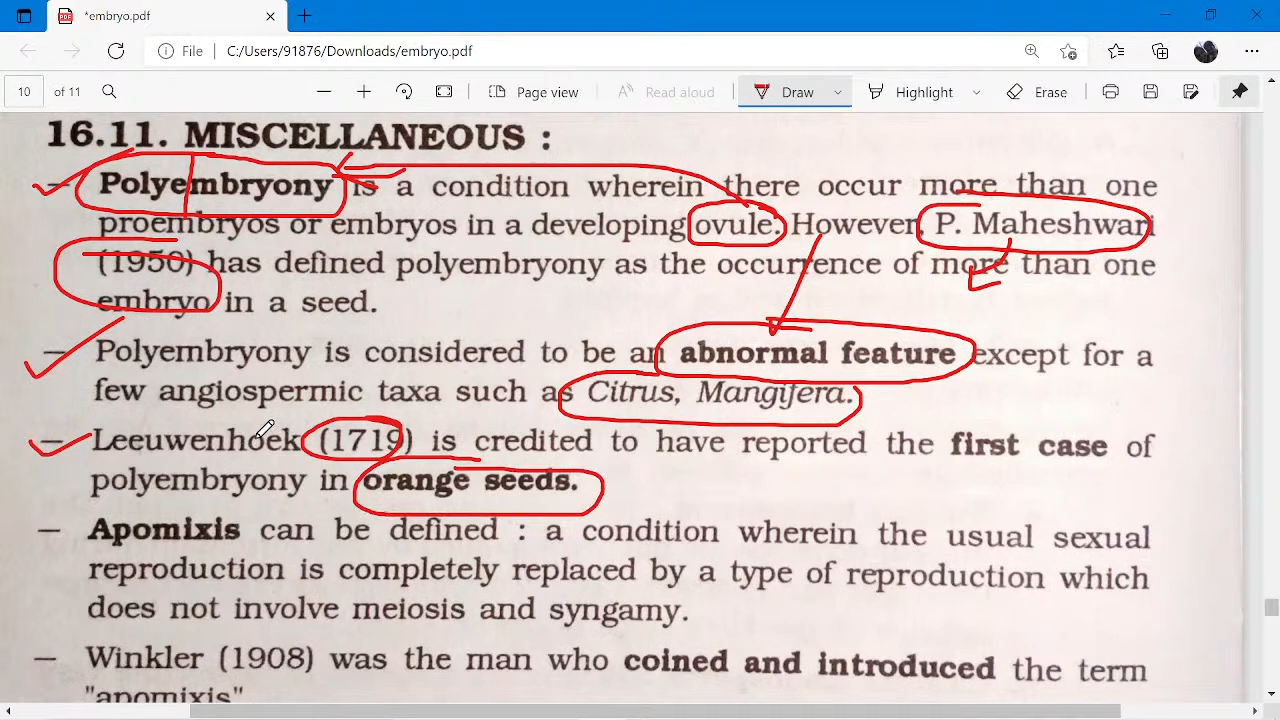 *embryo.pdf
File C:/Users/91876/Downloads/embryo.pdf
10 of 11 Page view Read aloud Draw Highlight Erase
16.11. MISCELLANEOUS :
– Polyembryony is a condition wherein there occur more than one
proembryos or embryos in a developing ovule. However, P. Maheshwari
(1950) has defined polyembryony as the occurrence of more than one
embryo in a seed.
– Polyembryony is considered to be an abnormal feature except for a
few angiospermic taxa such as Citrus, Mangifera.
– Leeuwenhoek (1719) is credited to have reported the first case of
polyembryony in orange seeds.
– Apomixis can be defined : a condition wherein the usual sexual
reproduction is completely replaced by a type of reproduction which
does not involve meiosis and syngamy.
– Winkler (1908) was the man who coined and introduced the term
"apomixis"